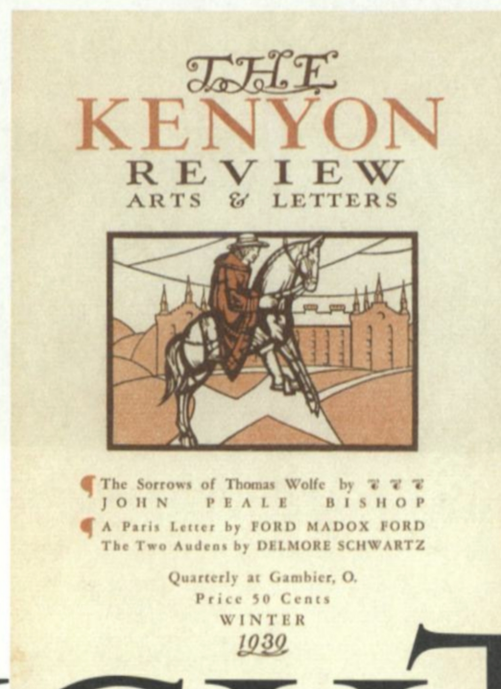 THE
KENYON
REVIEW
ARTS & LETTERS
¶ The Sorrows of Thomas Wolfe by
JOHN PEALE BISHOP
¶ A Paris Letter by FORD MADOX FORD
The Two Audens by DELMORE SCHWARTZ
Quarterly at Gambier, O.
Price 50 Cents
WINTER
1939